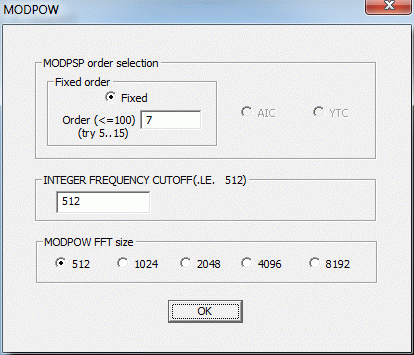 MODPOW
MODPSP order selection
Fixed order
Fixed
Order (<=100)
7
(try 5..15)
AIC
YTC
INTEGER FREQUENCY CUTOFF(.LE. 512)
512
MODPOW FFT size
512 1024 2048 4096 8192
OK